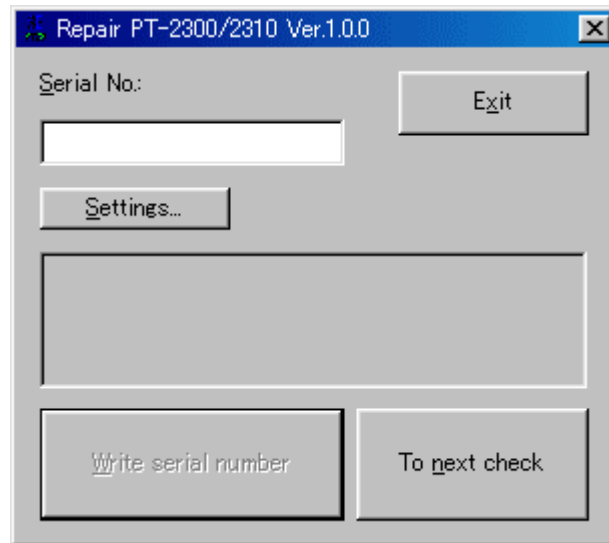 Repair PT-2300/2310 Ver.1.0.0
Serial No.:
Exit
Settings...
Write serial number
To next check